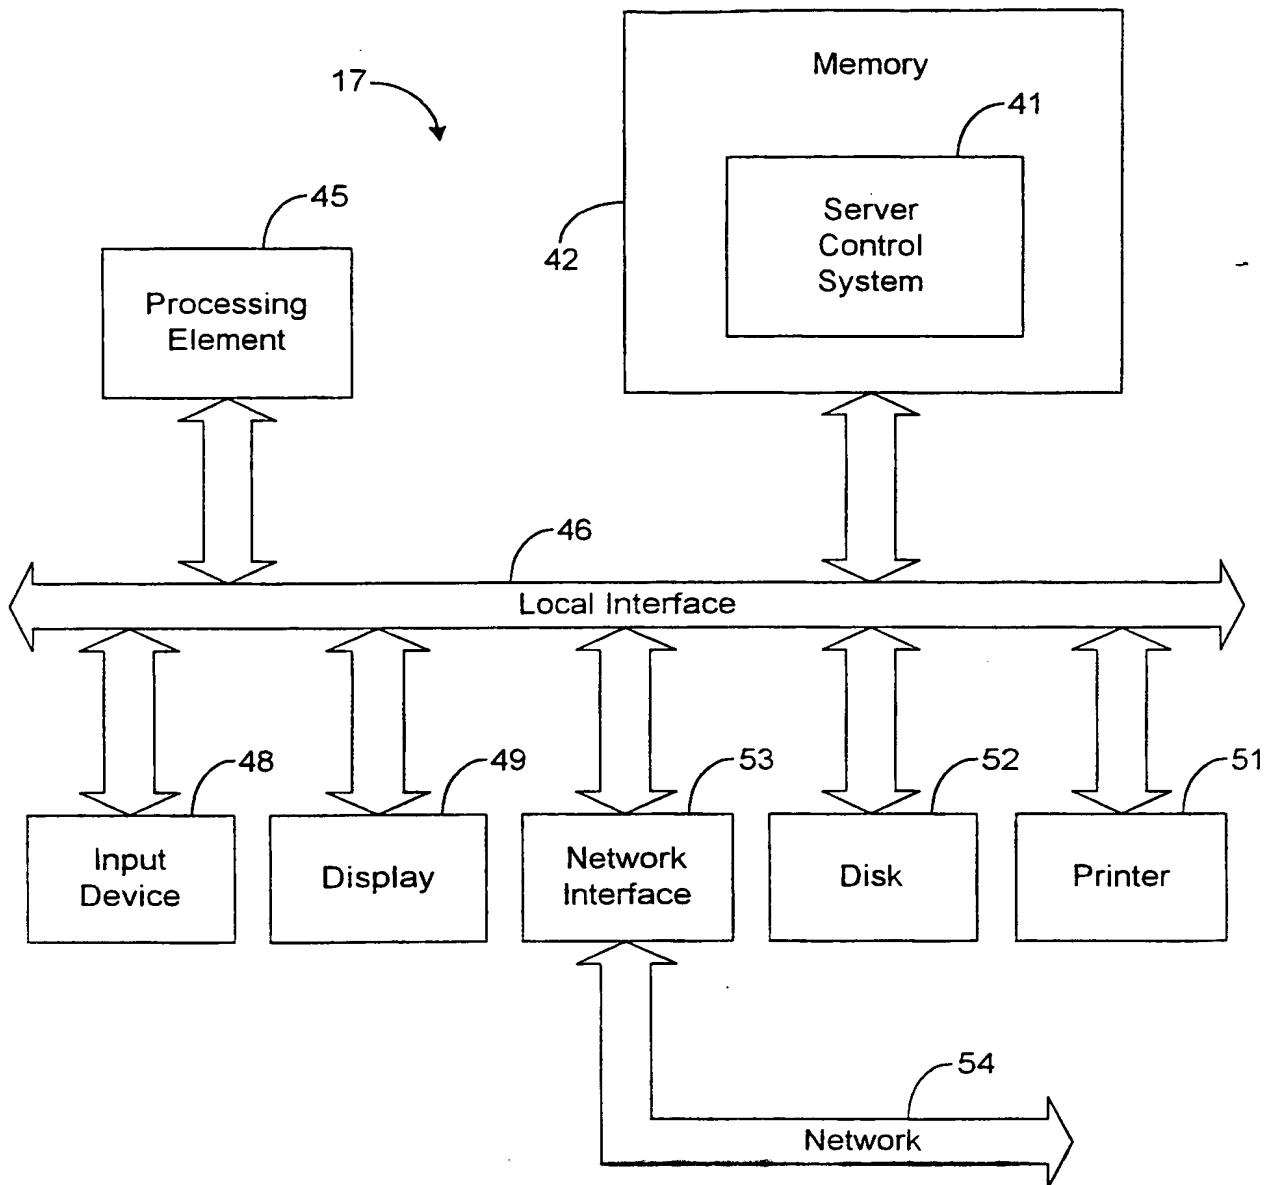 17
Memory
41
Server
Control
System
42
45
Processing
Element
46
Local Interface
48
Input
Device
49
Display
53
Network
Interface
52
Disk
51
Printer
54
Network